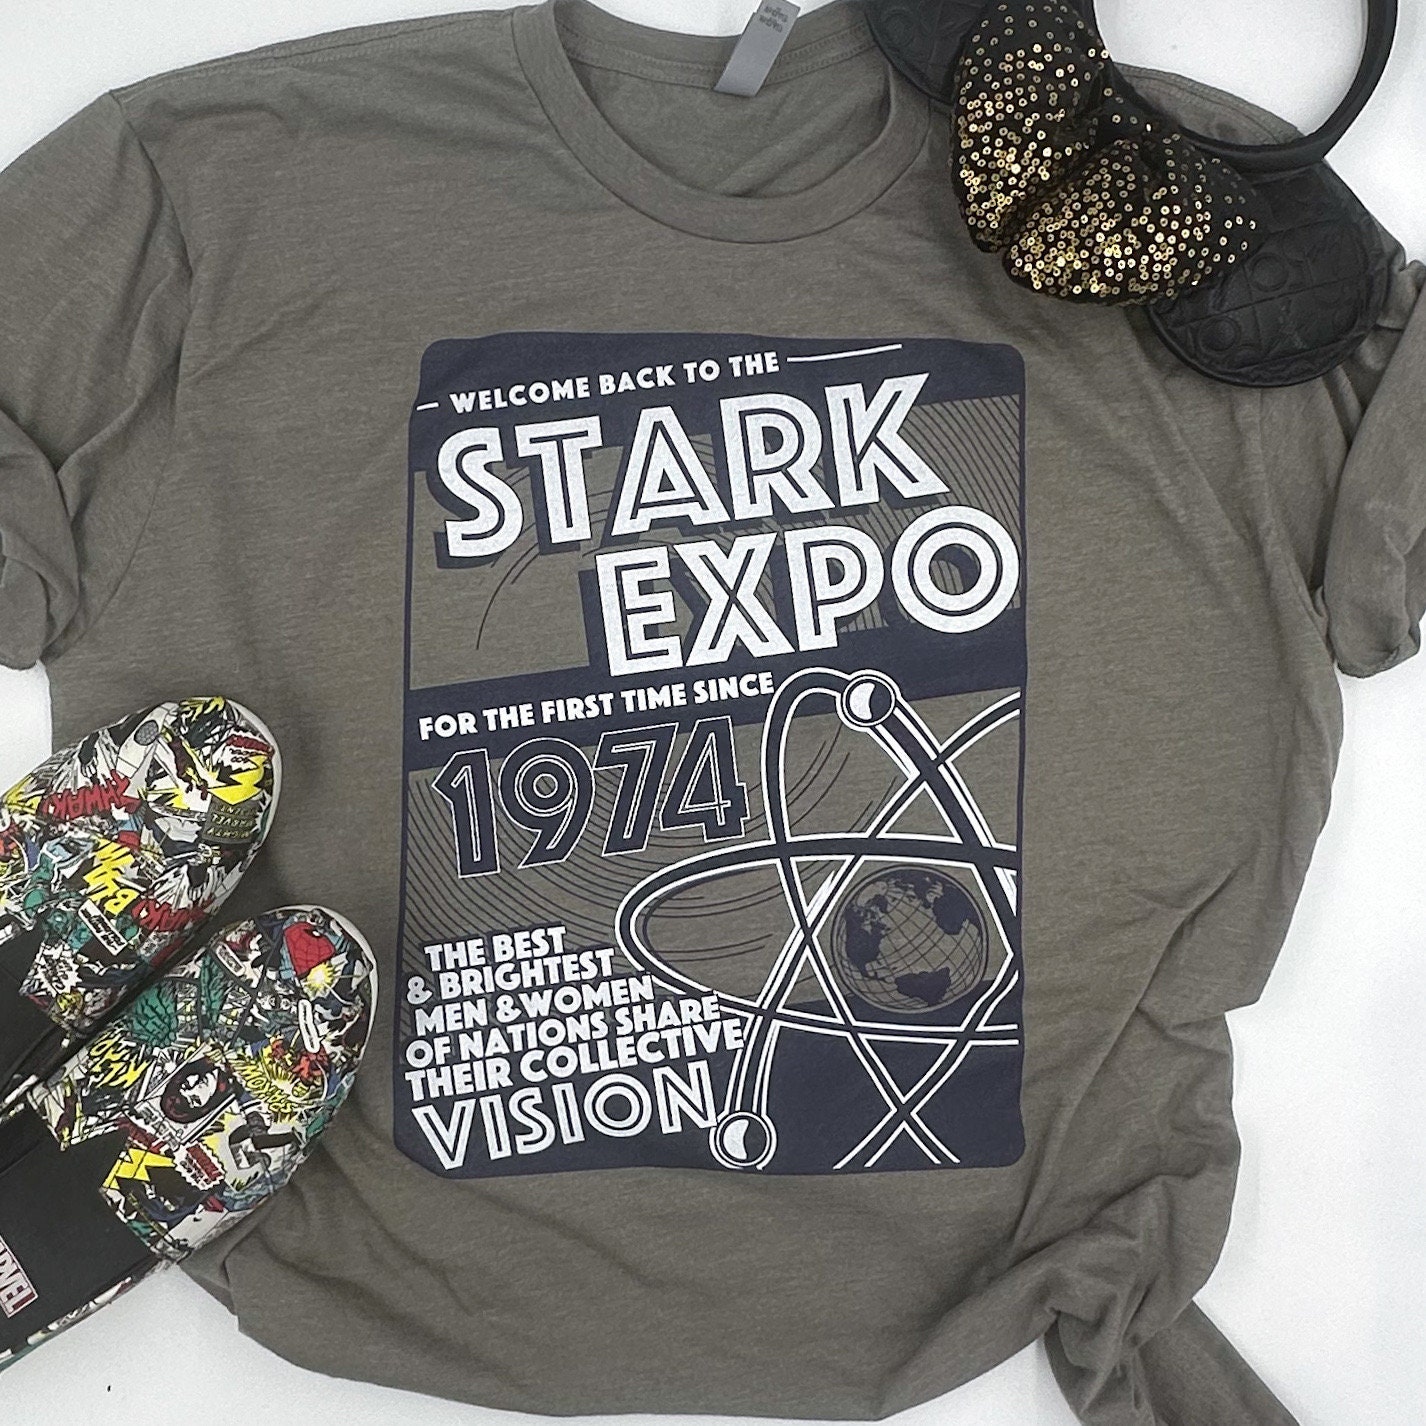 WELCOME BACK TO THE
STARK
EXPO
FOR THE FIRST TIME SINCE
1974
THE BEST
& BRIGHTEST
MEN & WOMEN
OF NATIONS SHARE
THEIR COLLECTIVE
VISION
MARVEL